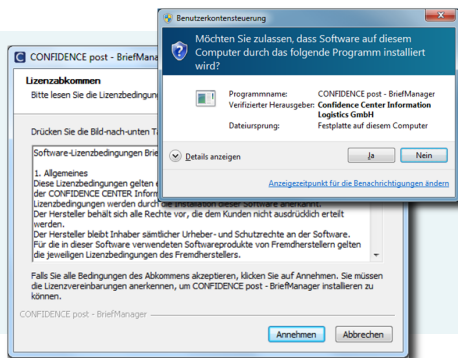 Benutzerkontensteuerung
Möchten Sie zulassen, dass Software auf diesem
Computer durch das folgende Programm installiert
wird?
Programmname: CONFIDENCE post - BriefManager
Verifizierter Herausgeber: Confidence Center Information
Logistics GmbH
Dateiursprung: Festplatte auf diesem Computer
Details anzeigen
Ja
Nein
Anzeigezeitpunkt für die Benachrichtigungen ändern
CONFIDENCE post - BriefMana
Lizenzabkommen
Bitte lesen Sie die Lizenzbedingun
Drücken Sie die Bild-nach-unten T
Software-Lizenzbedingungen Brie
1. Allgemeines
Diese Lizenzbedingungen gelten
der CONFIDENCE CENTER Infor
Lizenzbedingungen werden durch die Installation dieser Software anerkannt.
Der Hersteller behält sich alle Rechte vor, die dem Kunden nicht ausdrücklich erteilt
werden.
Der Hersteller bleibt Inhaber sämtlicher Urheber- und Schutzrechte an der Software.
Für die in dieser Software verwendeten Softwareprodukte von Fremdherstellern gelten
die jeweiligen Lizenzbedingungen des Fremdherstellers.
Falls Sie alle Bedingungen des Abkommens akzeptieren, klicken Sie auf Annehmen. Sie müssen
die Lizenzvereinbarungen anerkennen, um CONFIDENCE post - BriefManager installieren zu
können.
CONFIDENCE post - BriefManager
Annehmen
Abbrechen